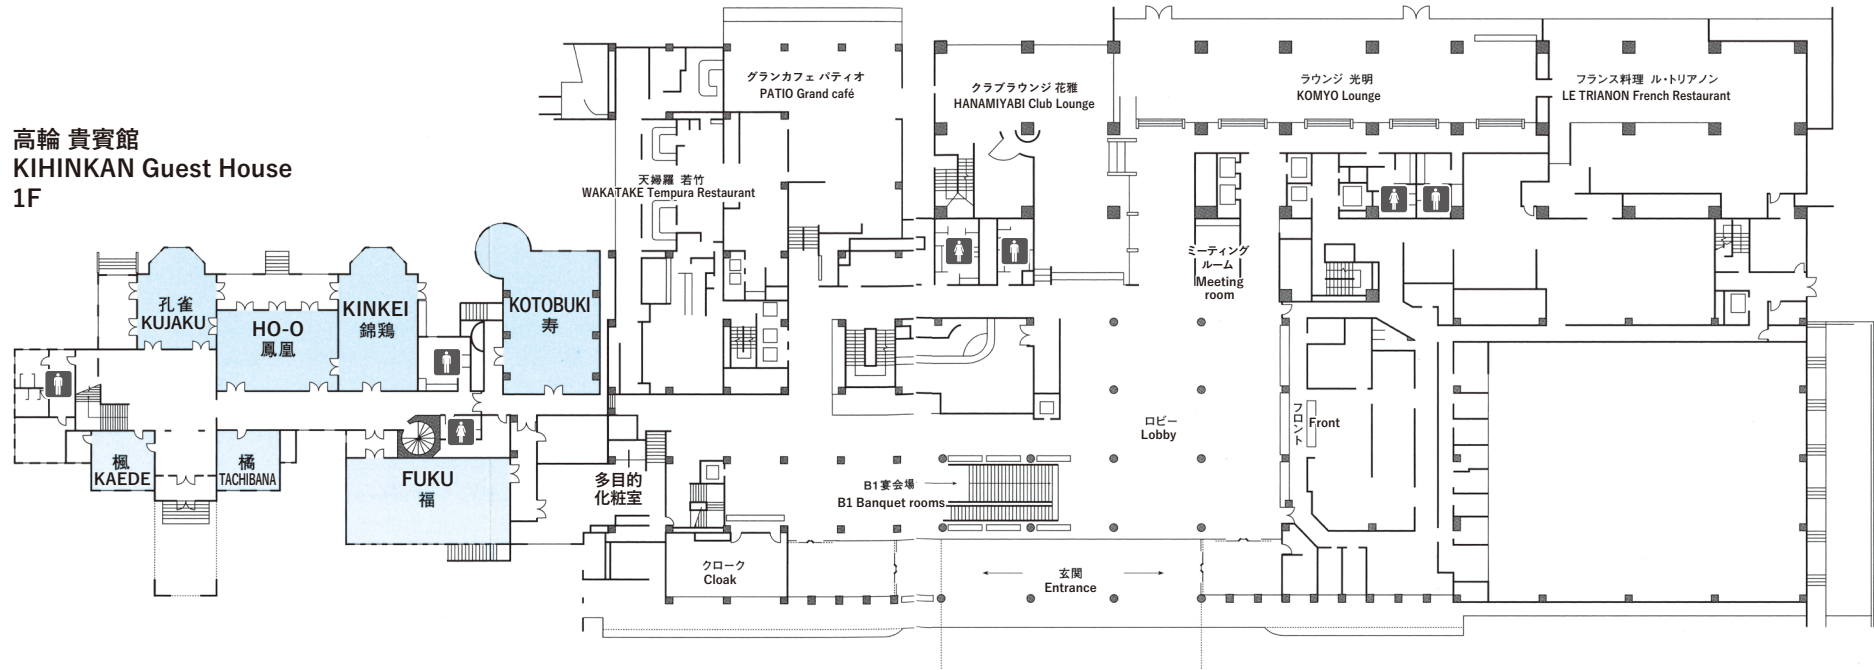 高輪 貴賓館
KIHINKAN Guest House
1F
グランカフェ パティオ
PATIO Grand café
クラブラウンジ 花雅
HANAMIYABI Club Lounge
ラウンジ 光明
KOMYO Lounge
フランス料理 ル・トリアノン
LE TRIANON French Restaurant
天婦羅 若竹
WAKATAKE Tempura Restaurant
孔雀
KUJAKU
HO-O
鳳凰
KINKEI
錦鶏
KOTOBUKI
寿
ミーティング
ルーム
Meeting
room
楓
KAEDE
橘
TACHIBANA
FUKU
福
多目的
化粧室
ロビー
Lobby
フロント
Front
B1宴会場
B1 Banquet rooms
クローク
Cloak
玄関
Entrance